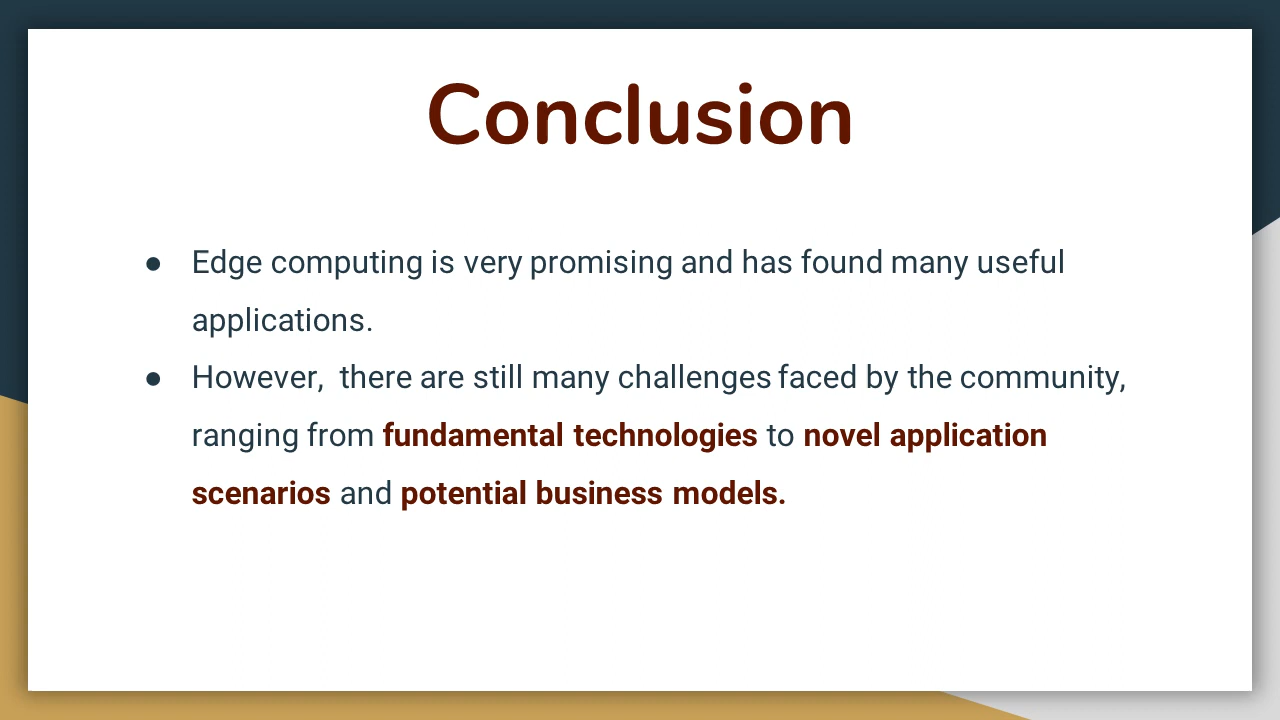 Conclusion
● Edge computing is very promising and has found many useful
applications.
● However,  there are still many challenges faced by the community,
ranging from fundamental technologies to novel application
scenarios and potential business models.